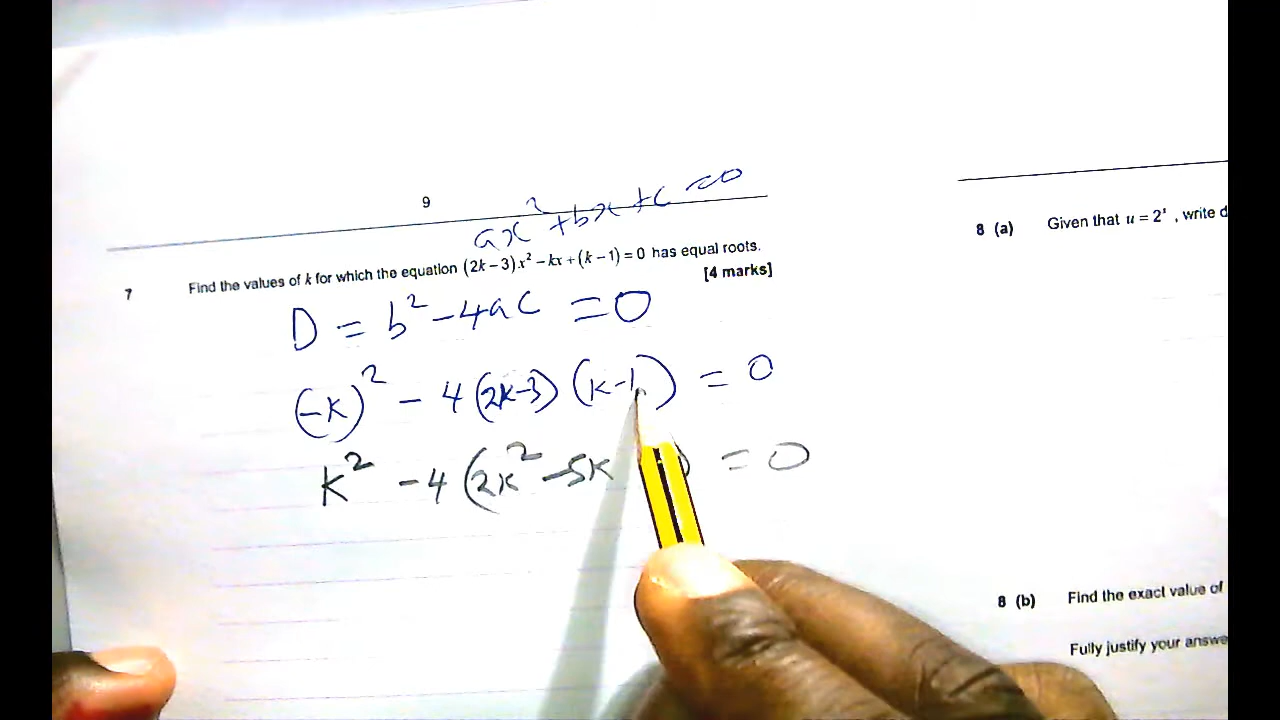 9
ax² + bx + c = 0
7 Find the values of k for which the equation (2k − 3)x² − kx + (k − 1) = 0 has equal roots.
[4 marks]
D = b² − 4ac = 0
(−k)² − 4(2k−3)(k−1) = 0
k² − 4(2k² − 5k ) = 0
8 (a) Given that u = 2ˣ, write d
8 (b) Find the exact value of
Fully justify your answe